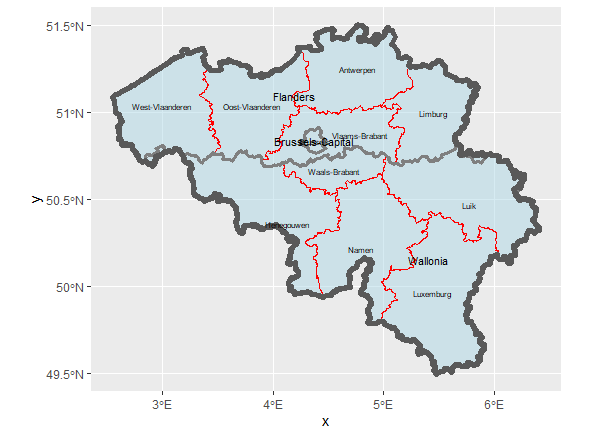 51.5°N
Antwerpen
Flanders
West-Vlaanderen
Oost-Vlaanderen
51°N
Limburg
Vlaams-Brabant
Brussels-Capital
Waals-Brabant
50.5°N
y
Luik
Henegouwen
Namen
Wallonia
50°N
Luxemburg
49.5°N
3°E
4°E
5°E
6°E
x